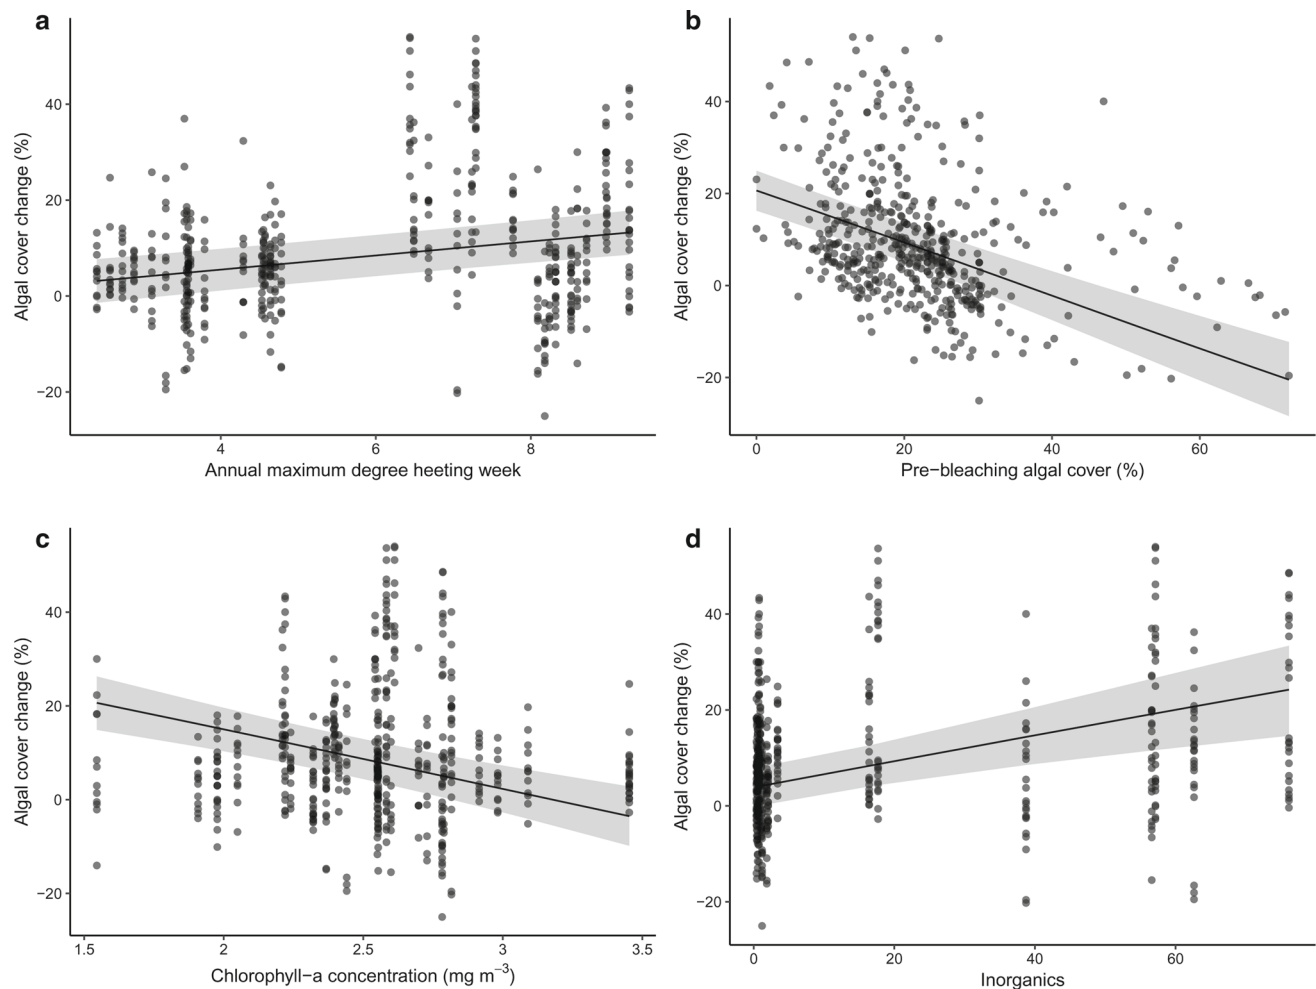 a
Algal cover change (%)
40
20
0
−20
4
6
8
Annual maximum degree heeting week
b
Algal cover change (%)
40
20
0
−20
0
20
40
60
Pre−bleaching algal cover (%)
c
Algal cover change (%)
40
20
0
−20
1.5
2
2.5
3
3.5
Chlorophyll−a concentration (mg m⁻³)
d
Algal cover change (%)
40
20
0
−20
0
20
40
60
Inorganics